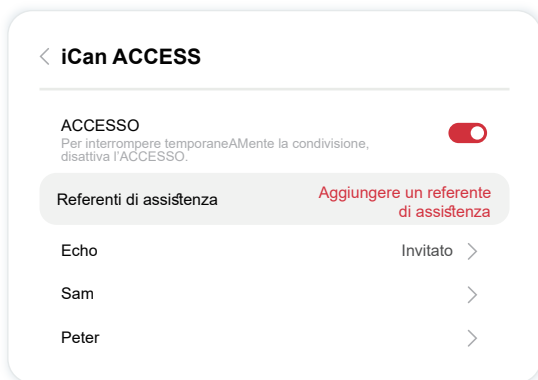 iCan ACCESS
ACCESSO
Per interrompere temporaneAMente la condivisione,
disattiva l'ACCESSO.
Referenti di assistenza
Aggiungere un referente
di assistenza
Echo Invitato
Sam
Peter